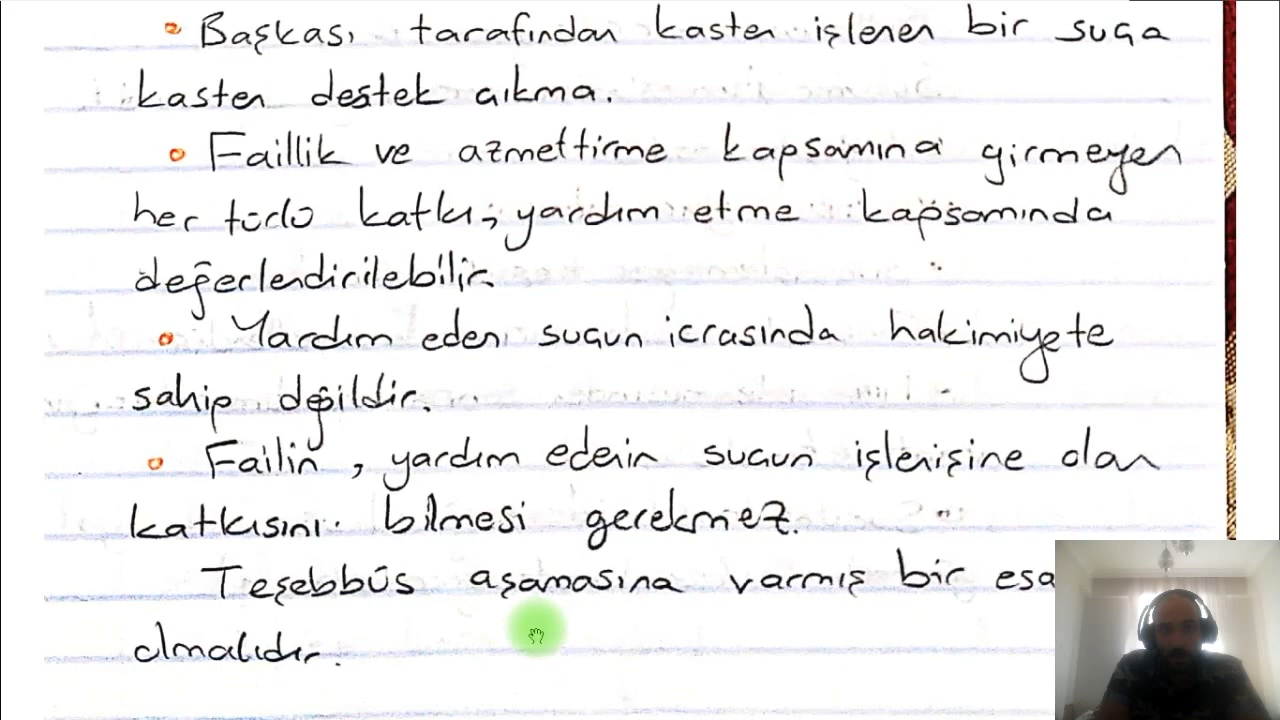 Başkası tarafından kasten işlenen bir suça
kasten destek çıkma.
Faillik ve azmettirme kapsamına girmeyen
her türlü katkı, yardım etme kapsamında
değerlendirilebilir.
Yardım eden suçun icrasında hakimiyete
sahip değildir.
Failin, yardım edenin suçun işlenişine olan
katkısını bilmesi gerekmez.
Teşebbüs aşamasına varmış bir
olmalıdır.